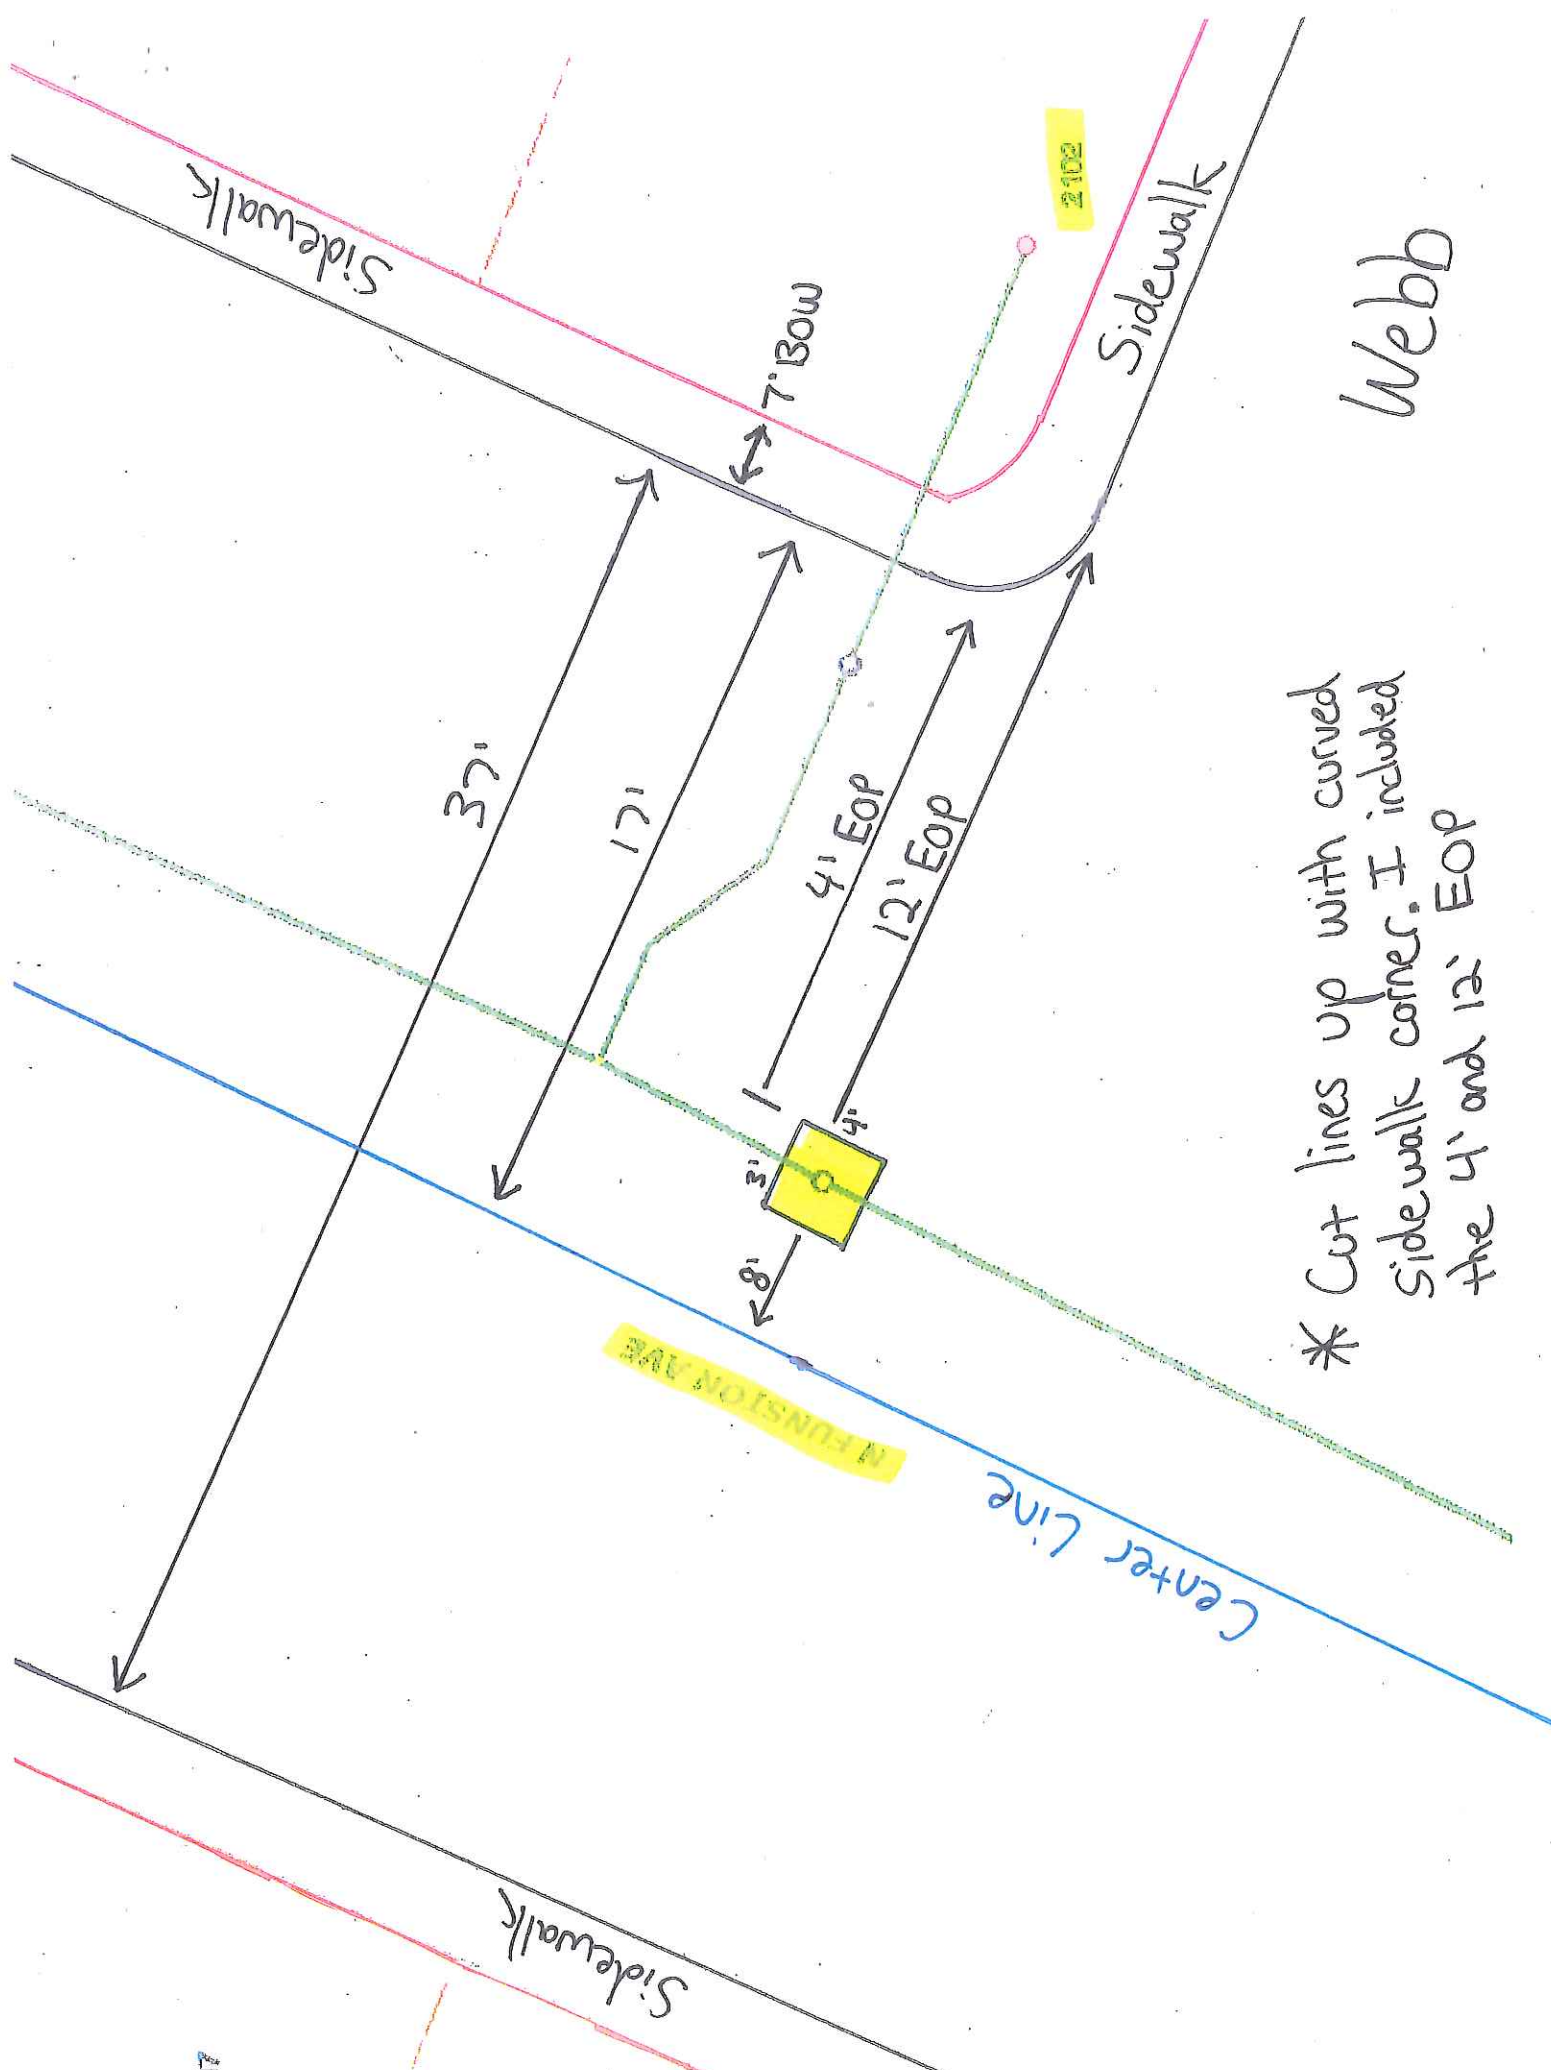 Sidewalk
2102
7' BOW
Sidewalk
Webb
37'
17'
4' EOP
12' EOP
3'
4'
8'
N FUNSTON AVE
Center Line
Sidewalk
* Cut lines up with curved
Sidewalk corner. I included
the 4' and 12' EOP